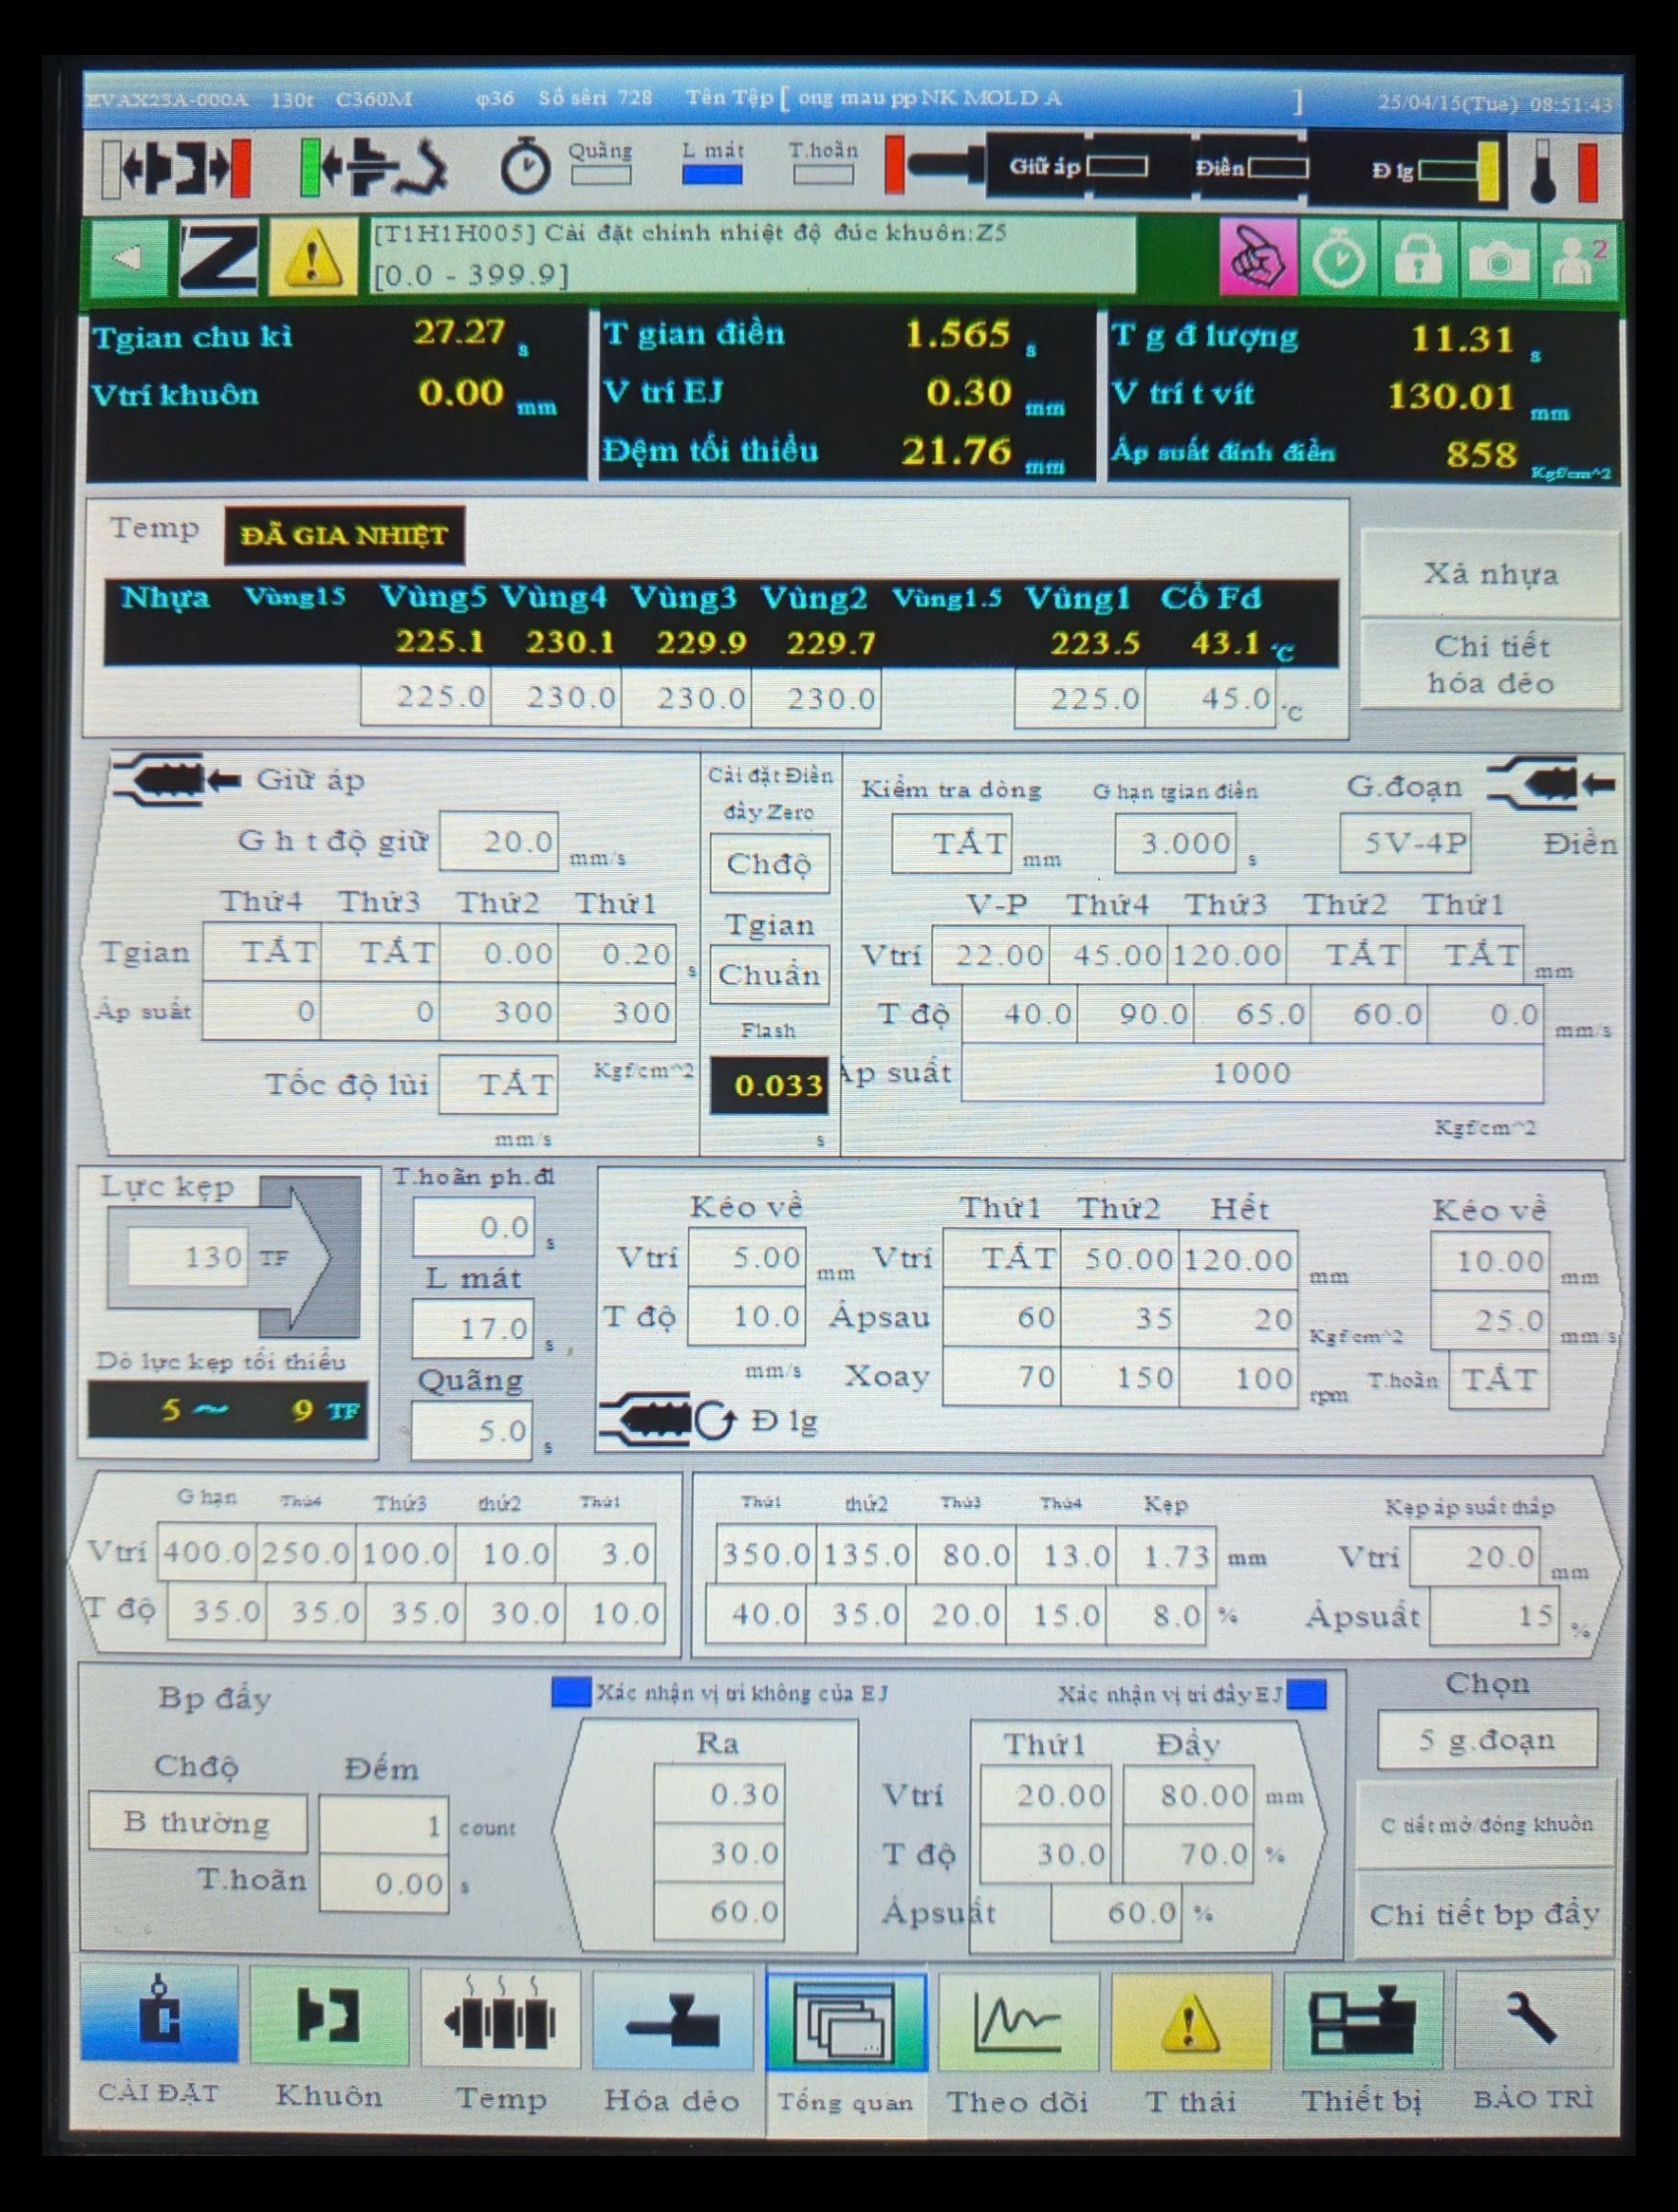 EVAX23A-000A 130t C360M φ36 Số sêri 728 Tên Tệp [ ong mau pp NK MOLD A ] 25/04/15(Tue) 08:51:43
Quãng L mát T.hoãn Giữ áp Điền Đ lg
[T1H1H005] Cài đặt chỉnh nhiệt độ đúc khuôn:Z5
[0.0 - 399.9]
2
Tgian chu kì 27.27 s T gian điền 1.565 s T g đ lượng 11.31 s
Vtrí khuôn 0.00 mm V trí EJ 0.30 mm V trí t vít 130.01 mm
Đệm tối thiểu 21.76 mm Áp suất đỉnh điền 858 Kgf/cm^2
Temp ĐÃ GIA NHIỆT
Xả nhựa
Nhựa Vùng15 Vùng5 Vùng4 Vùng3 Vùng2 Vùng1.5 Vùng1 Cổ Fd
225.1 230.1 229.9 229.7 223.5 43.1 °C
Chi tiết
hóa dẻo
225.0 230.0 230.0 230.0 225.0 45.0 °C
Giữ áp
G h t độ giữ 20.0 mm/s
Thứ4 Thứ3 Thứ2 Thứ1
Tgian TẮT TẮT 0.00 0.20 s
Áp suất 0 0 300 300
Tốc độ lùi TẮT Kgf/cm^2
mm/s
Cài đặt Điền
đầy Zero
Chđộ
Tgian
Chuẩn
Flash
0.033
s
Kiểm tra dòng G hạn tgian điền G.đoạn
TẮT mm 3.000 s 5V-4P Điền
V-P Thứ4 Thứ3 Thứ2 Thứ1
Vtrí 22.00 45.00 120.00 TẮT TẮT mm
T độ 40.0 90.0 65.0 60.0 0.0 mm/s
Áp suất 1000
Kgf/cm^2
Lực kẹp
130 TF
Dò lực kẹp tối thiểu
5 ~ 9 TF
T.hoãn ph.đl
0.0 s
L mát
17.0 s
Quãng
5.0 s
Kéo về Thứ1 Thứ2 Hết Kéo về
Vtrí 5.00 mm Vtrí TẮT 50.00 120.00 mm 10.00 mm
T độ 10.0 Ápsau 60 35 20 Kgf/cm^2 25.0 mm/s
mm/s Xoay 70 150 100 rpm T.hoãn TẮT
Đ lg
G hạn Thứ4 Thứ3 thứ2 Thứ1
Vtrí 400.0 250.0 100.0 10.0 3.0
T độ 35.0 35.0 35.0 30.0 10.0
Thứ1 thứ2 Thứ3 Thứ4 Kẹp Kẹp áp suất thấp
350.0 135.0 80.0 13.0 1.73 mm Vtrí 20.0 mm
40.0 35.0 20.0 15.0 8.0 % Ápsuất 15 %
Bp đẩy Xác nhận vị trí không của EJ Xác nhận vị trí đẩy EJ
Chđộ Đếm
B thường 1 count
T.hoãn 0.00 s
Ra
0.30
30.0
60.0
Thứ1 Đẩy
Vtrí 20.00 80.00 mm
T độ 30.0 70.0 %
Ápsuất 60.0 %
Chọn
5 g.đoạn
C tiết mở/đóng khuôn
Chi tiết bp đẩy
CÀI ĐẶT Khuôn Temp Hóa dẻo Tổng quan Theo dõi T thái Thiết bị BẢO TRÌ